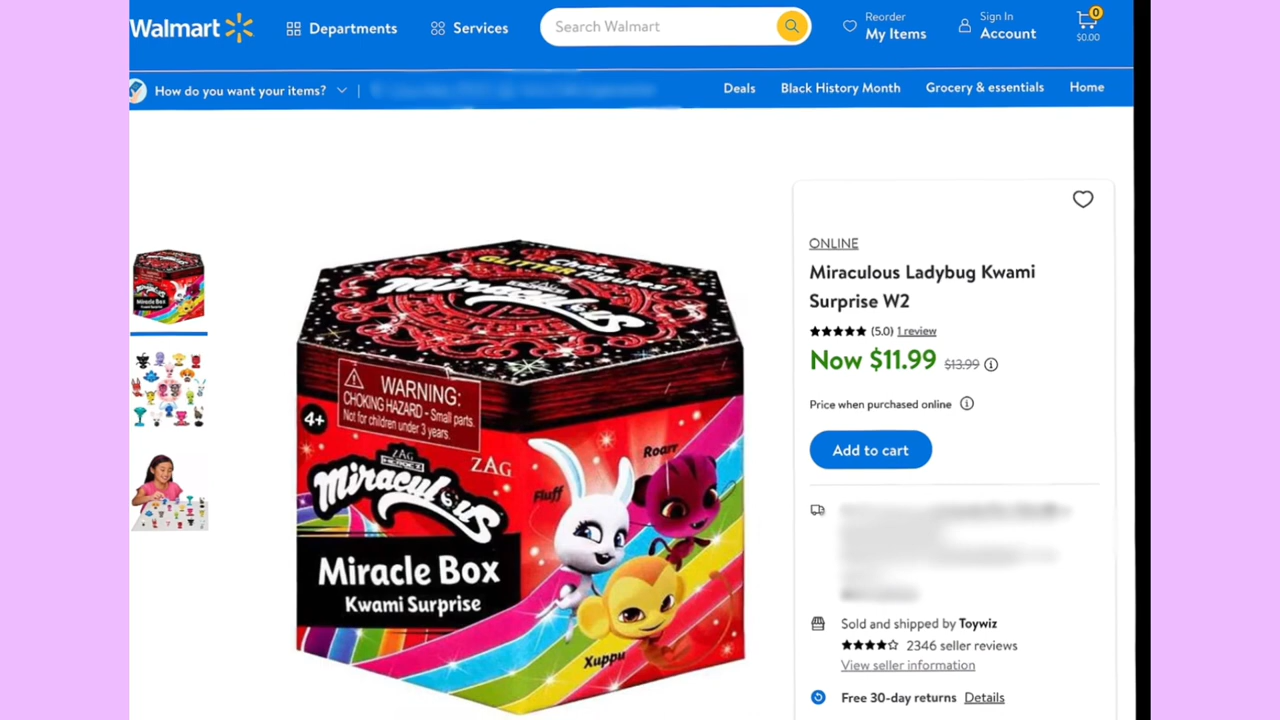 Walmart
Departments
Services
Search Walmart
Reorder
My Items
Sign In
Account
0
$0.00
How do you want your items?
Deals
Black History Month
Grocery & essentials
Home
GLITTER
Miraculous
WARNING:
CHOKING HAZARD - Small parts.
Not for children under 3 years.
4+
ZAG
HEROEZ
ZAG
Miraculous
Fluff
Roarr
Miracle Box
Kwami Surprise
Xuppu
ONLINE
Miraculous Ladybug Kwami
Surprise W2
(5.0) 1 review
Now $11.99 $13.99
Price when purchased online
Add to cart
Sold and shipped by Toywiz
2346 seller reviews
View seller information
Free 30-day returns Details